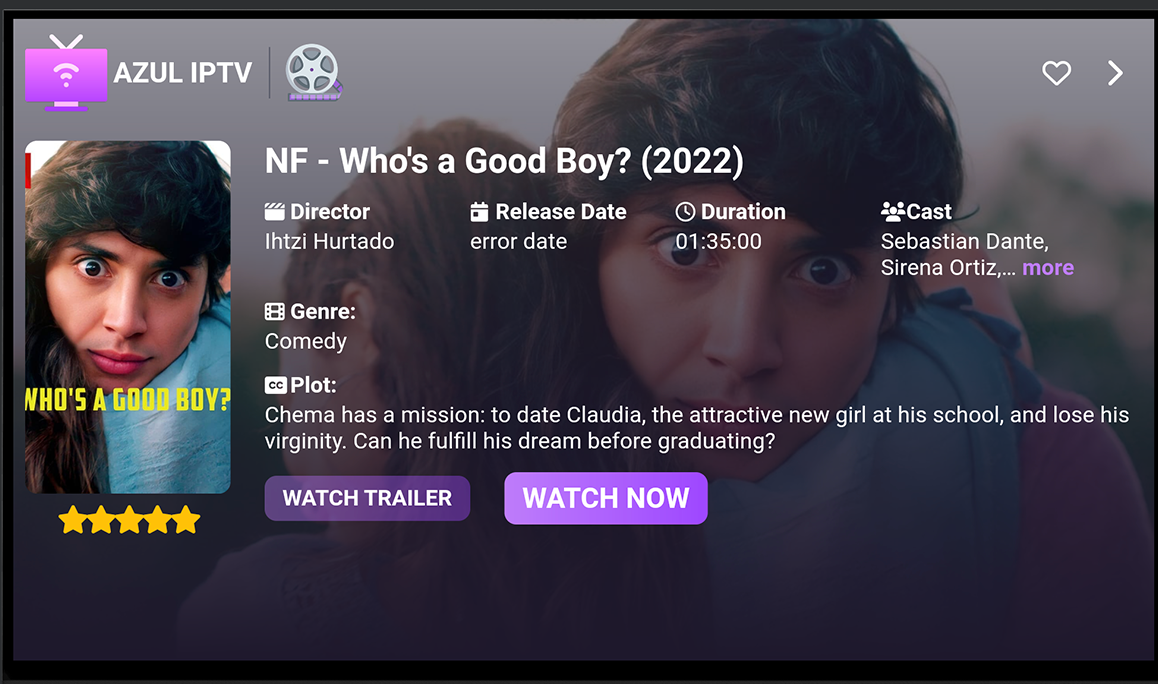 AZUL IPTV
NF - Who's a Good Boy? (2022)
Director
Ihtzi Hurtado
Release Date
error date
Duration
01:35:00
Cast
Sebastian Dante,
Sirena Ortiz,... more
Genre:
Comedy
CC Plot:
Chema has a mission: to date Claudia, the attractive new girl at his school, and lose his
virginity. Can he fulfill his dream before graduating?
WATCH TRAILER
WATCH NOW
WHO'S A GOOD BOY?